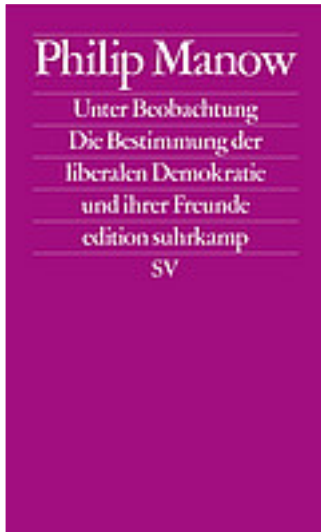 Philip Manow
Unter Beobachtung
Die Bestimmung der
liberalen Demokratie
und ihrer Freunde
edition suhrkamp
SV